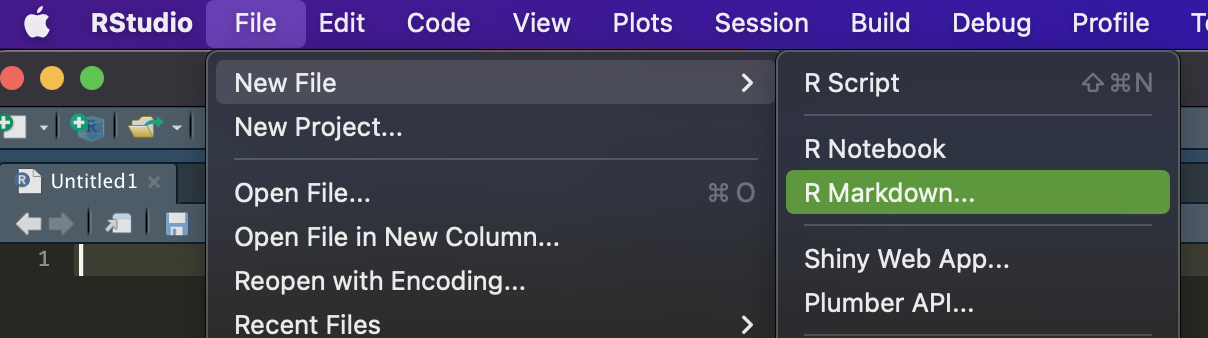 RStudio File Edit Code View Plots Session Build Debug Profile
New File
New Project...
Open File... ⌘ O
Open File in New Column...
Reopen with Encoding...
Recent Files
R Script ⇧⌘N
R Notebook
R Markdown...
Shiny Web App...
Plumber API...
R
Untitled1
R
1